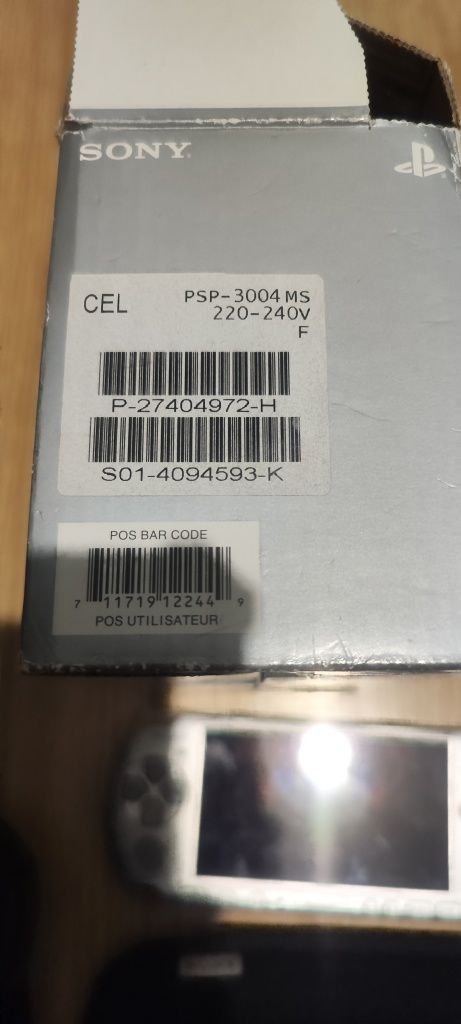 SONY
CEL
PSP-3004 MS
220-240V
F
P-27404972-H
S01-4094593-K
POS BAR CODE
7 11719 12244 9
POS UTILISATEUR